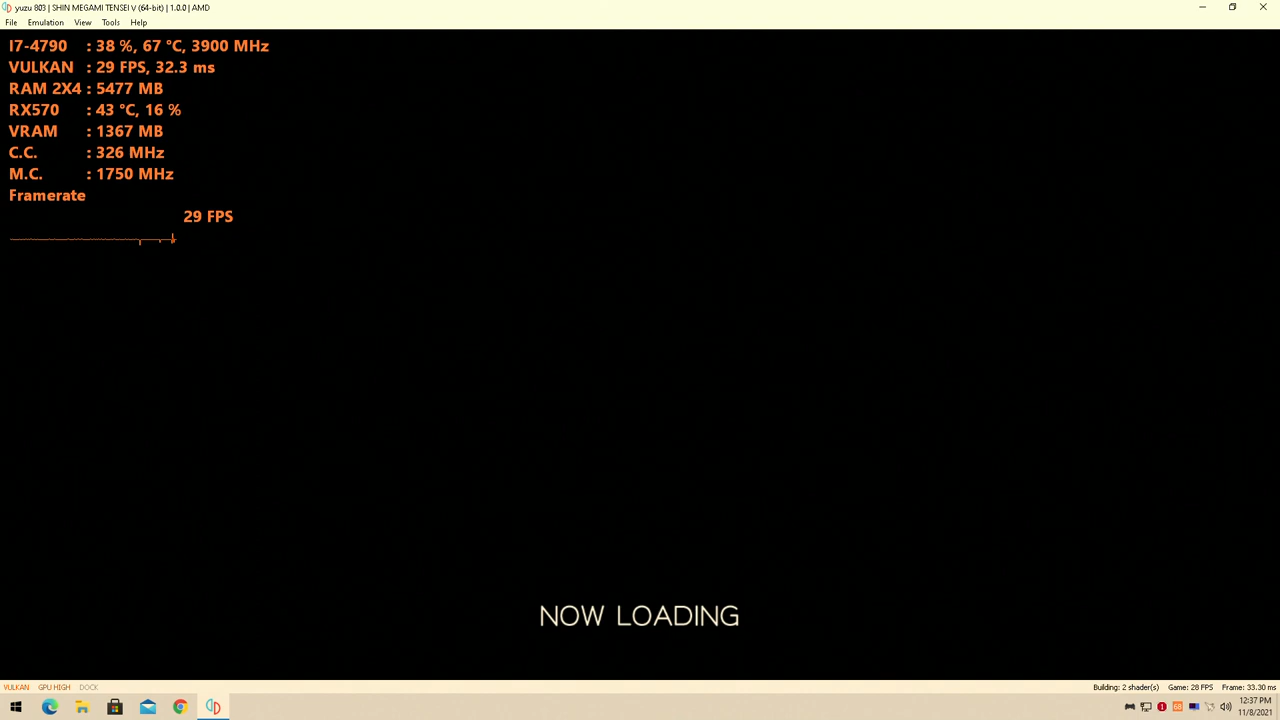 yuzu 803 | SHIN MEGAMI TENSEI V (64-bit) | 1.0.0 | AMD
File Emulation View Tools Help
I7-4790 : 38 %, 67 °C, 3900 MHz
VULKAN : 29 FPS, 32.3 ms
RAM 2X4 : 5477 MB
RX570 : 43 °C, 16 %
VRAM : 1367 MB
C.C. : 326 MHz
M.C. : 1750 MHz
Framerate
29 FPS
NOW LOADING
VULKAN GPU HIGH DOCK Building: 2 shader(s) Game: 28 FPS Frame: 33.30 ms
1 68 12:37 PM
11/8/2021